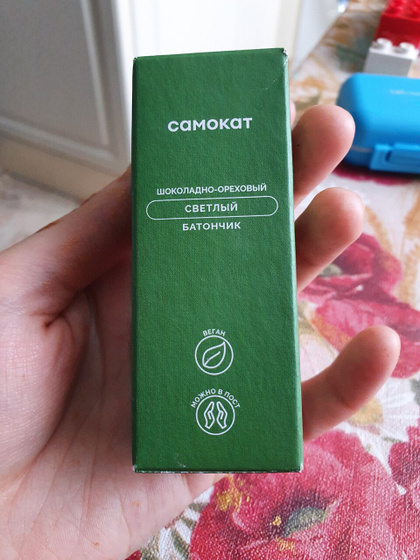 самокат
ШОКОЛАДНО-ОРЕХОВЫЙ
СВЕТЛЫЙ
БАТОНЧИК
ВЕГАН
МОЖНО В ПОСТ